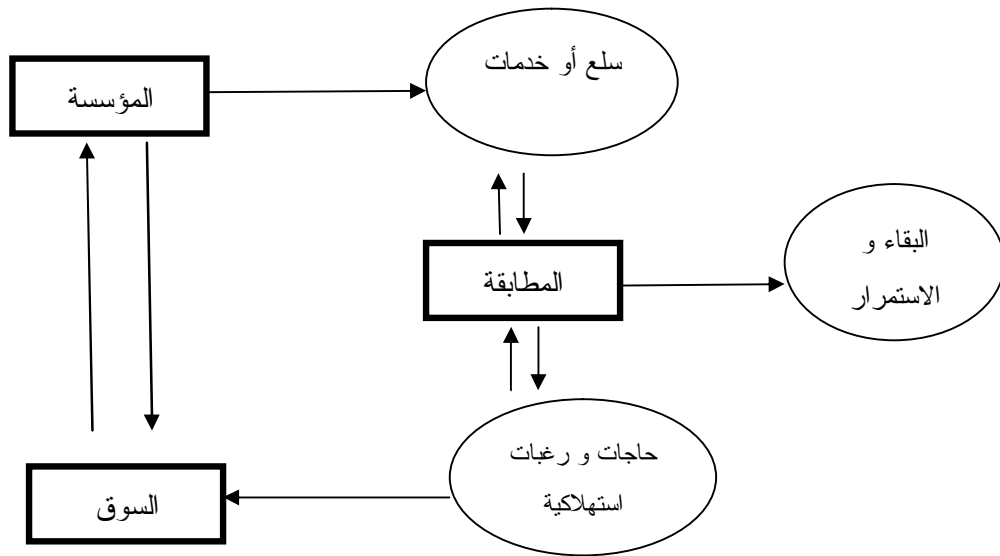 سلع أو خدمات
المؤسسة
البقاء و
الاستمرار
المطابقة
حاجات و رغبات
استهلاكية
السوق